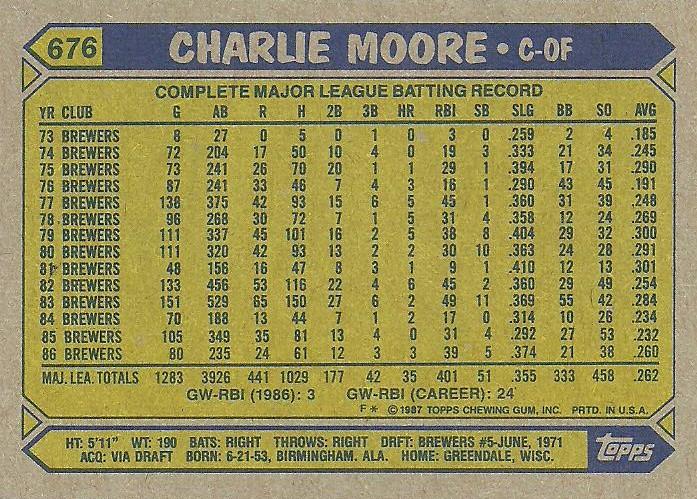 676 CHARLIE MOORE • C-OF
COMPLETE MAJOR LEAGUE BATTING RECORD
YR CLUB G AB R H 2B 3B HR RBI SB SLG BB SO AVG
73 BREWERS 8 27 0 5 0 1 0 3 0 .259 2 4 .185
74 BREWERS 72 204 17 50 10 4 0 19 3 .333 21 34 .245
75 BREWERS 73 241 26 70 20 1 1 29 1 .394 17 31 .290
76 BREWERS 87 241 33 46 7 4 3 16 1 .290 43 45 .191
77 BREWERS 138 375 42 93 15 6 5 45 1 .360 31 39 .248
78 BREWERS 96 268 30 72 7 1 5 31 4 .358 12 24 .269
79 BREWERS 111 337 45 101 16 2 5 38 8 .404 29 32 .300
80 BREWERS 111 320 42 93 13 2 2 30 10 .363 24 28 .291
81 BREWERS 48 156 16 47 8 3 1 9 1 .410 12 13 .301
82 BREWERS 133 456 53 116 22 4 6 45 2 .360 29 49 .254
83 BREWERS 151 529 65 150 27 6 2 49 11 .369 55 42 .284
84 BREWERS 70 188 13 44 7 1 2 17 0 .314 10 26 .234
85 BREWERS 105 349 35 81 13 4 0 31 4 .292 27 53 .232
86 BREWERS 80 235 24 61 12 3 3 39 5 .374 21 38 .260
MAJ. LEA. TOTALS 1283 3926 441 1029 177 42 35 401 51 .355 333 458 .262
GW-RBI (1986): 3 GW-RBI (CAREER): 24
F* © 1987 TOPPS CHEWING GUM, INC. PRTD. IN U.S.A.
HT: 5'11" WT: 190 BATS: RIGHT THROWS: RIGHT DRFT: BREWERS #5-JUNE, 1971
ACQ: VIA DRAFT BORN: 6-21-53, BIRMINGHAM. ALA. HOME: GREENDALE, WISC.
TOPPS